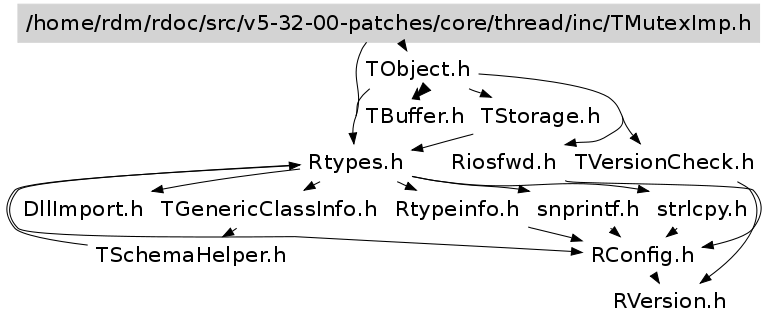 /home/rdm/rdoc/src/v5-32-00-patches/core/thread/inc/TMutexImp.h
TObject.h
TBuffer.h TStorage.h
Rtypes.h Riosfwd.h TVersionCheck.h
DllImport.h TGenericClassInfo.h Rtypeinfo.h snprintf.h strlcpy.h
TSchemaHelper.h RConfig.h
RVersion.h